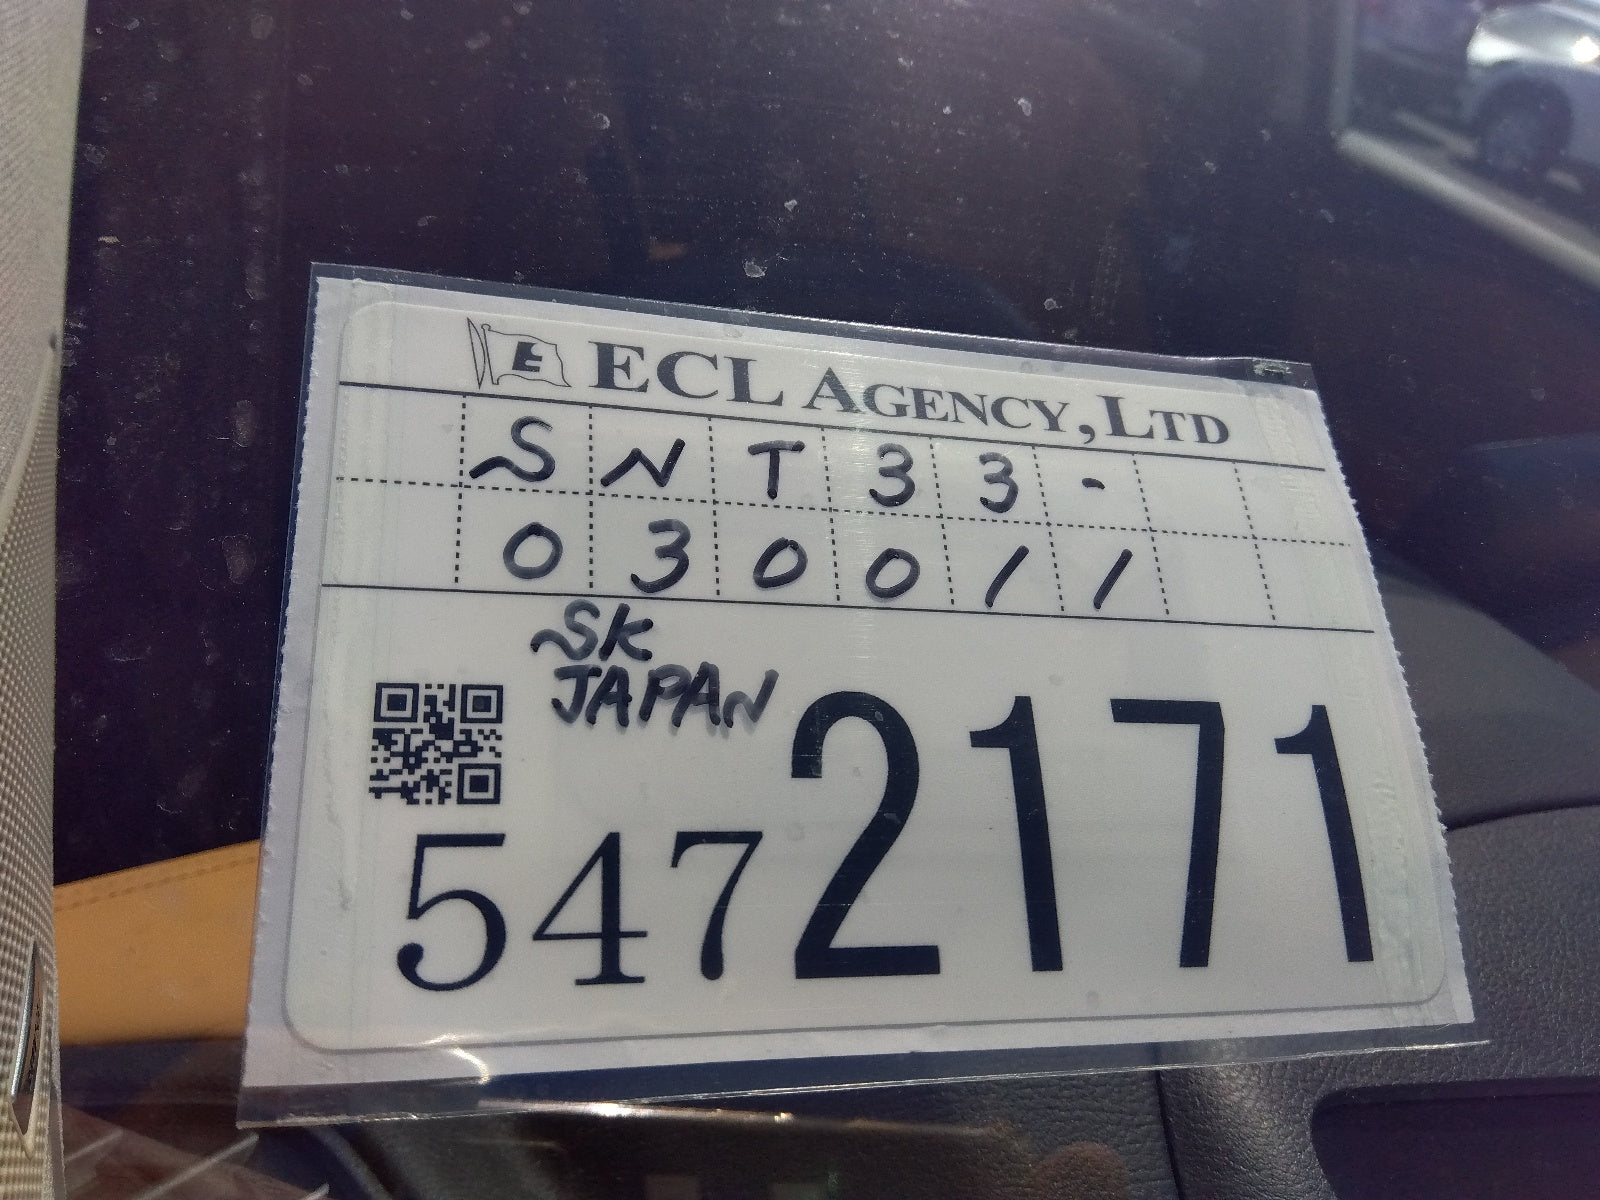 E ECL AGENCY, LTD
SNT33-
030011
SK
JAPAN
5472171